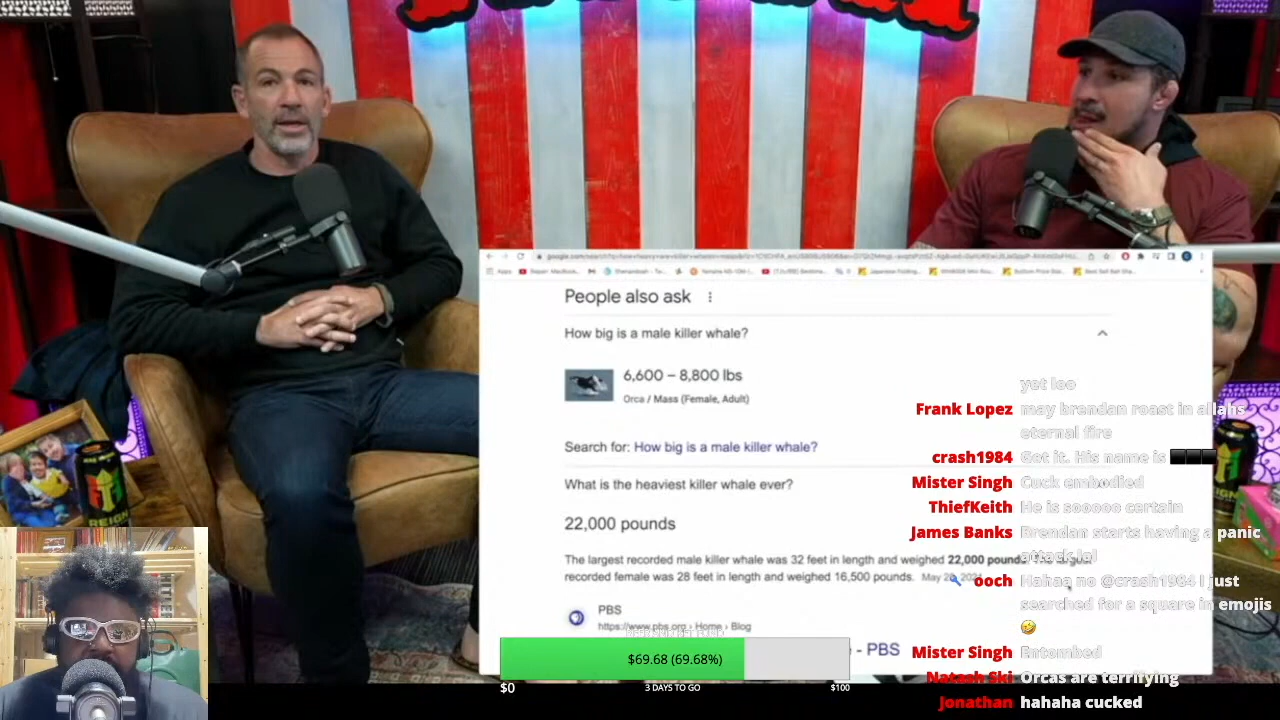 Apps
People also ask
How big is a male killer whale?
6,600 – 8,800 lbs
Orca / Mass (Female, Adult)
Search for: How big is a male killer whale?
What is the heaviest killer whale ever?
22,000 pounds
The largest recorded male killer whale was 32 feet in length and weighed 22,000 pounds.
recorded female was 28 feet in length and weighed 16,500 pounds. May
PBS
https://www.pbs.org › Home › Blog
- PBS
$69.68 (69.68%)
$0
3 DAYS TO GO
$100
yet loo
Frank Lopez may brendan roast in allahs
eternal fire
crash1984 Got it. His name is
Mister Singh Cuck embodied
ThiefKeith He is sooooo certain
James Banks Brendan starts having a panic
attack lol
ooch Hahaa no @crash1984 I just
searched for a square in emojis
Mister Singh Entombed
Natash Ski Orcas are terrifying
Jonathan hahaha cucked
REIGN